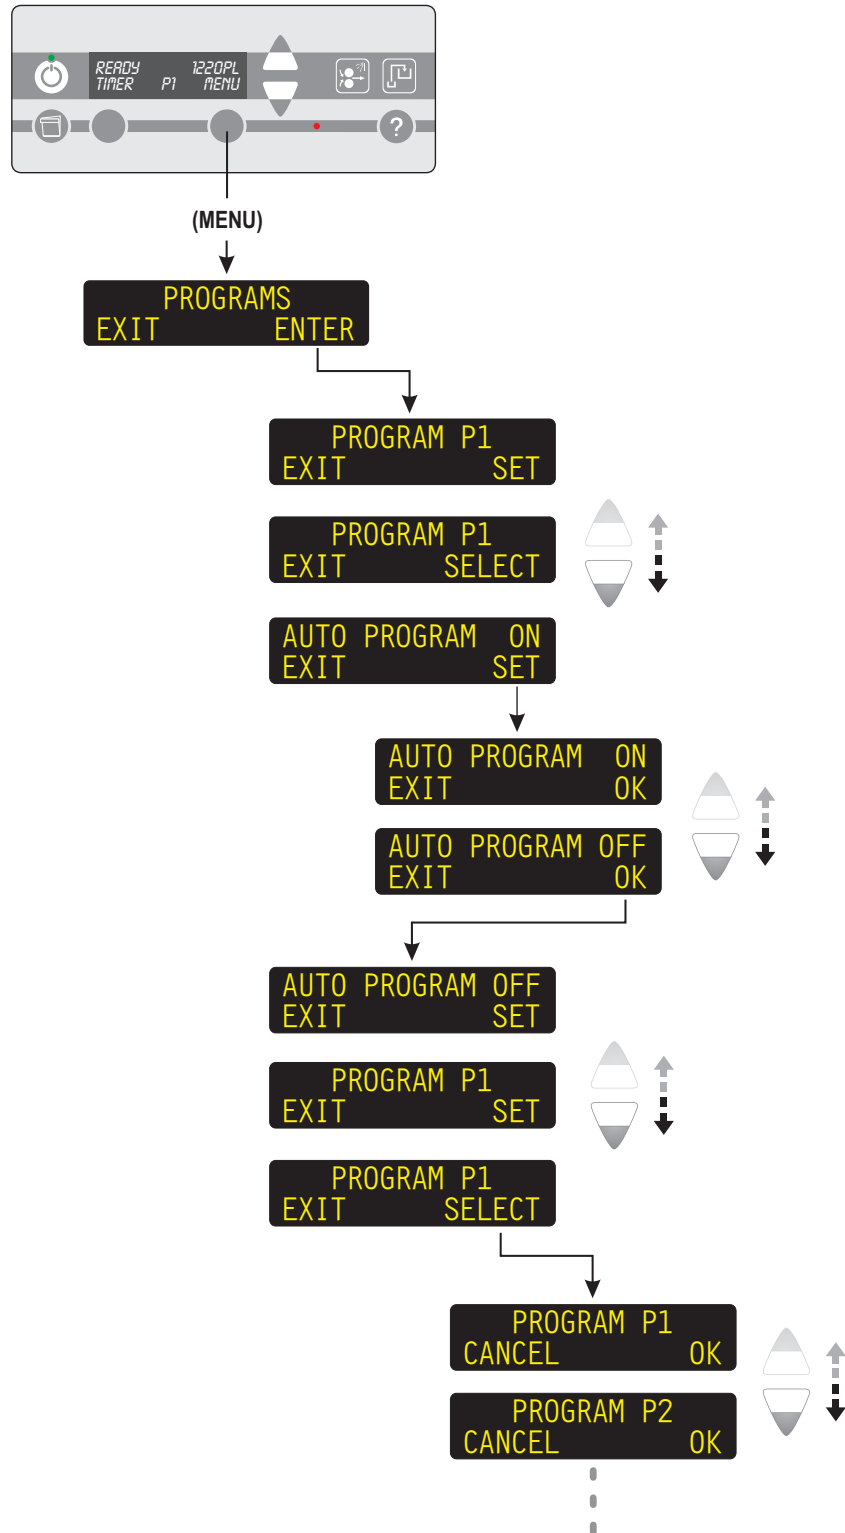 READY 1220PL
TIMER P1 MENU
?
(MENU)
PROGRAMS
EXIT ENTER
PROGRAM P1
EXIT SET
PROGRAM P1
EXIT SELECT
AUTO PROGRAM ON
EXIT SET
AUTO PROGRAM ON
EXIT OK
AUTO PROGRAM OFF
EXIT OK
AUTO PROGRAM OFF
EXIT SET
PROGRAM P1
EXIT SET
PROGRAM P1
EXIT SELECT
PROGRAM P1
CANCEL OK
PROGRAM P2
CANCEL OK